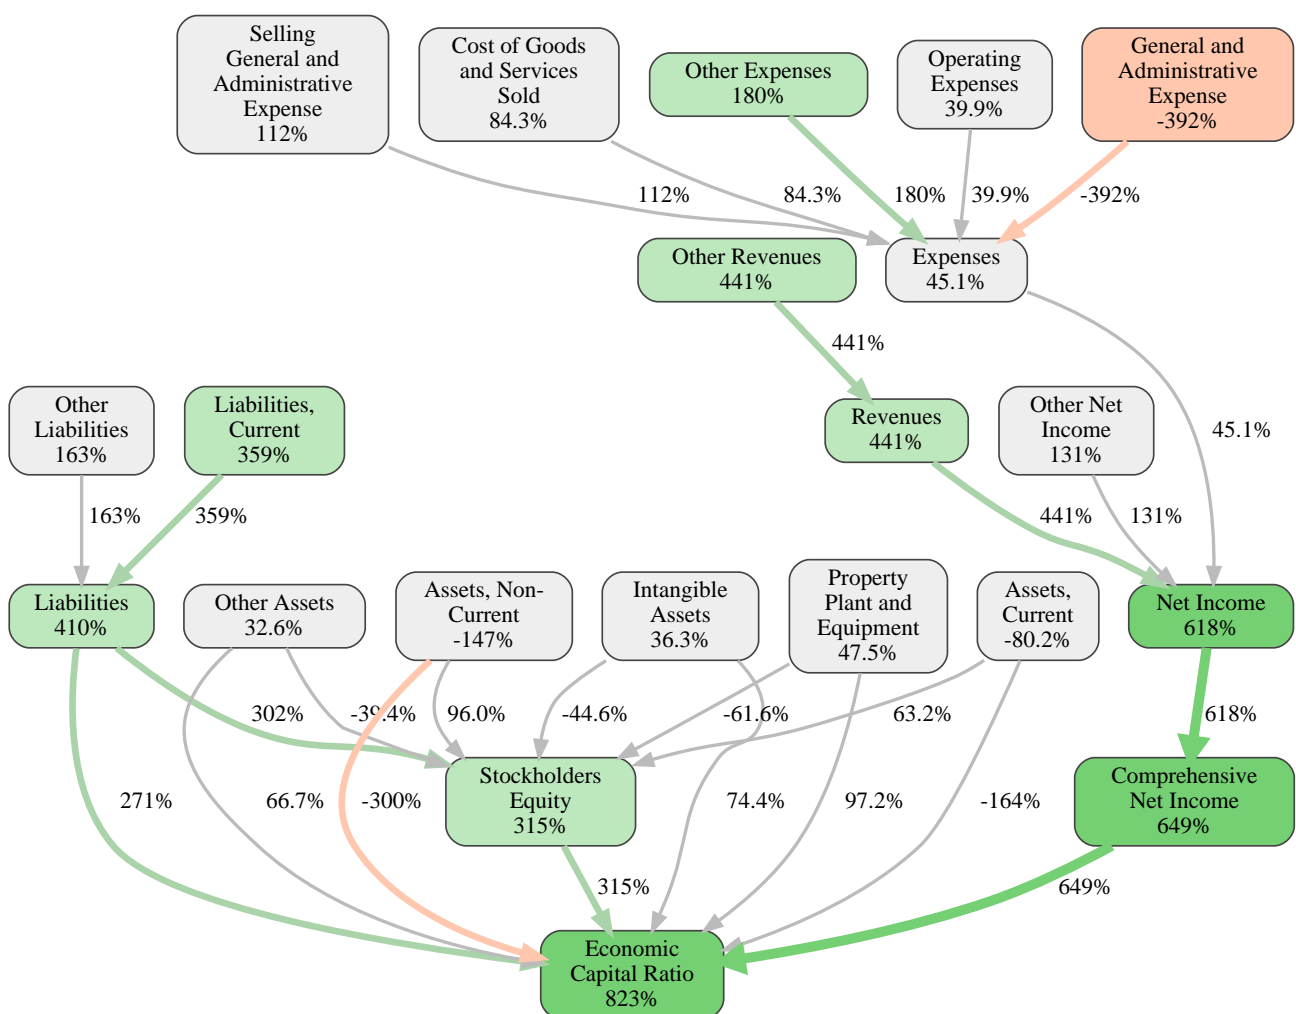 Selling
General and
Administrative
Expense
112%
Cost of Goods
and Services
Sold
84.3%
Other Expenses
180%
Operating
Expenses
39.9%
General and
Administrative
Expense
-392%
112%
84.3%
180%
39.9%
-392%
Other Revenues
441%
Expenses
45.1%
441%
Other
Liabilities
163%
Liabilities,
Current
359%
Revenues
441%
Other Net
Income
131%
45.1%
163%
359%
441%
131%
Liabilities
410%
Other Assets
32.6%
Assets, Non-
Current
-147%
Intangible
Assets
36.3%
Property
Plant and
Equipment
47.5%
Assets,
Current
-80.2%
Net Income
618%
302%
-39.4%
96.0%
-44.6%
-61.6%
63.2%
618%
271%
66.7%
-300%
Stockholders
Equity
315%
74.4%
97.2%
-164%
Comprehensive
Net Income
649%
315%
649%
Economic
Capital Ratio
823%